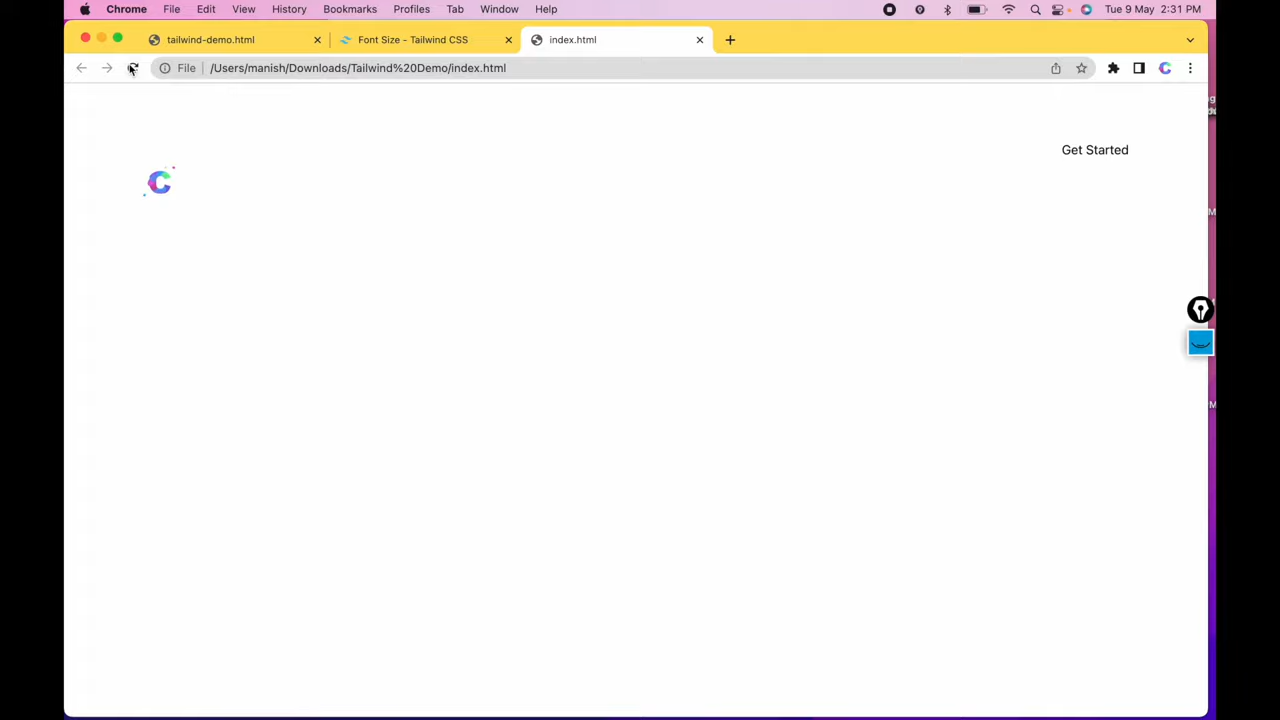 Chrome File Edit View History Bookmarks Profiles Tab Window Help Tue 9 May 2:31 PM
tailwind-demo.html Font Size - Tailwind CSS index.html
File /Users/manish/Downloads/Tailwind%20Demo/index.html
Get Started
C